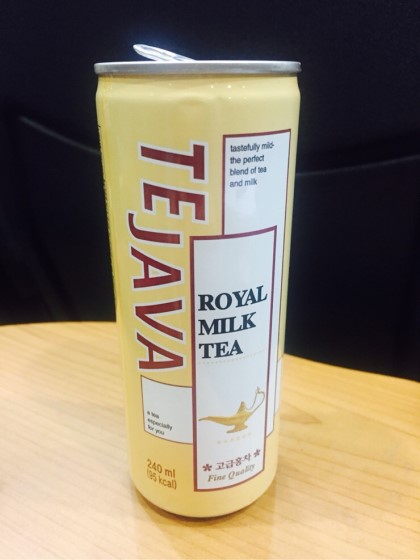 TEJAVA
tastefully mild-
the perfect
blend of tea
and milk
ROYAL
MILK
TEA
a tea
especially
for you
240 ml
(95 kcal)
고급홍차
Fine Quality